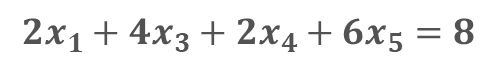 2x₁ + 4x₃ + 2x₄ + 6x₅ = 8